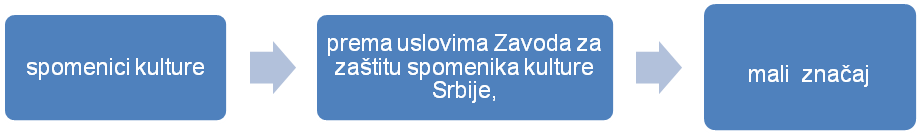 spomenici kulture
prema uslovima Zavoda za
zaštitu spomenika kulture
Srbije,
mali značaj